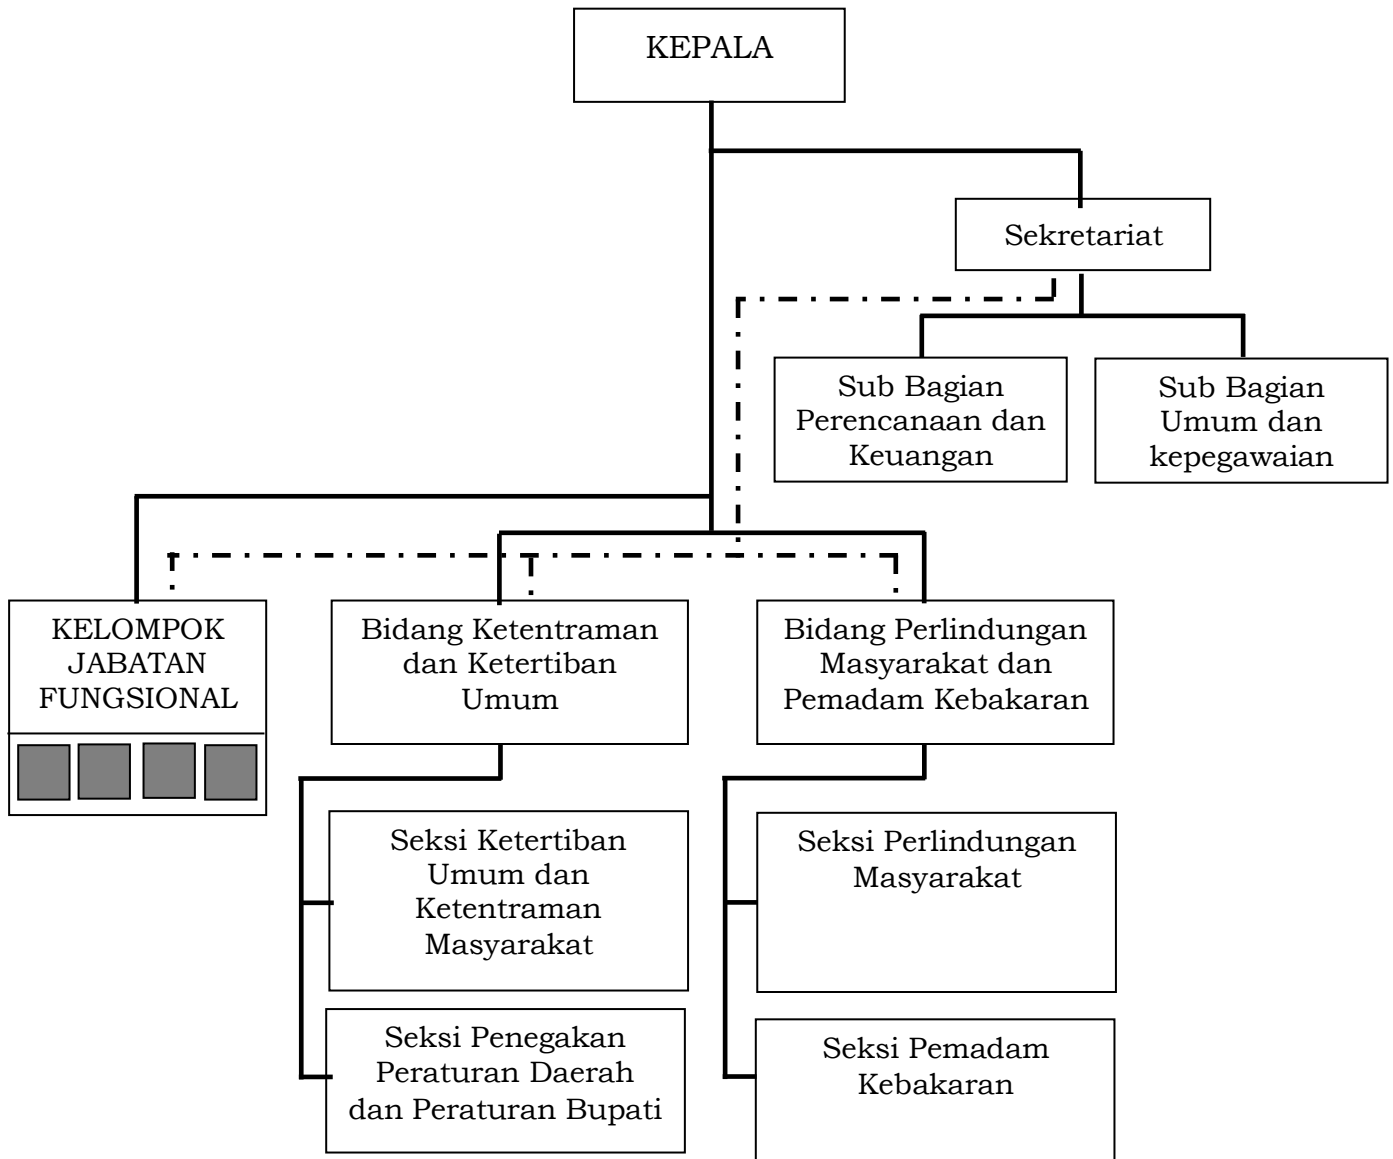 KEPALA
Sekretariat
Sub Bagian
Perencanaan dan
Keuangan
Sub Bagian
Umum dan
kepegawaian
KELOMPOK
JABATAN
FUNGSIONAL
Bidang Ketentraman
dan Ketertiban
Umum
Bidang Perlindungan
Masyarakat dan
Pemadam Kebakaran
Seksi Ketertiban
Umum dan
Ketentraman
Masyarakat
Seksi Perlindungan
Masyarakat
Seksi Penegakan
Peraturan Daerah
dan Peraturan Bupati
Seksi Pemadam
Kebakaran